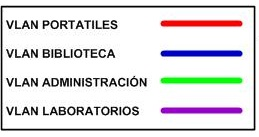 VLAN PORTATILES
VLAN BIBLIOTECA
VLAN ADMINISTRACIÓN
VLAN LABORATORIOS